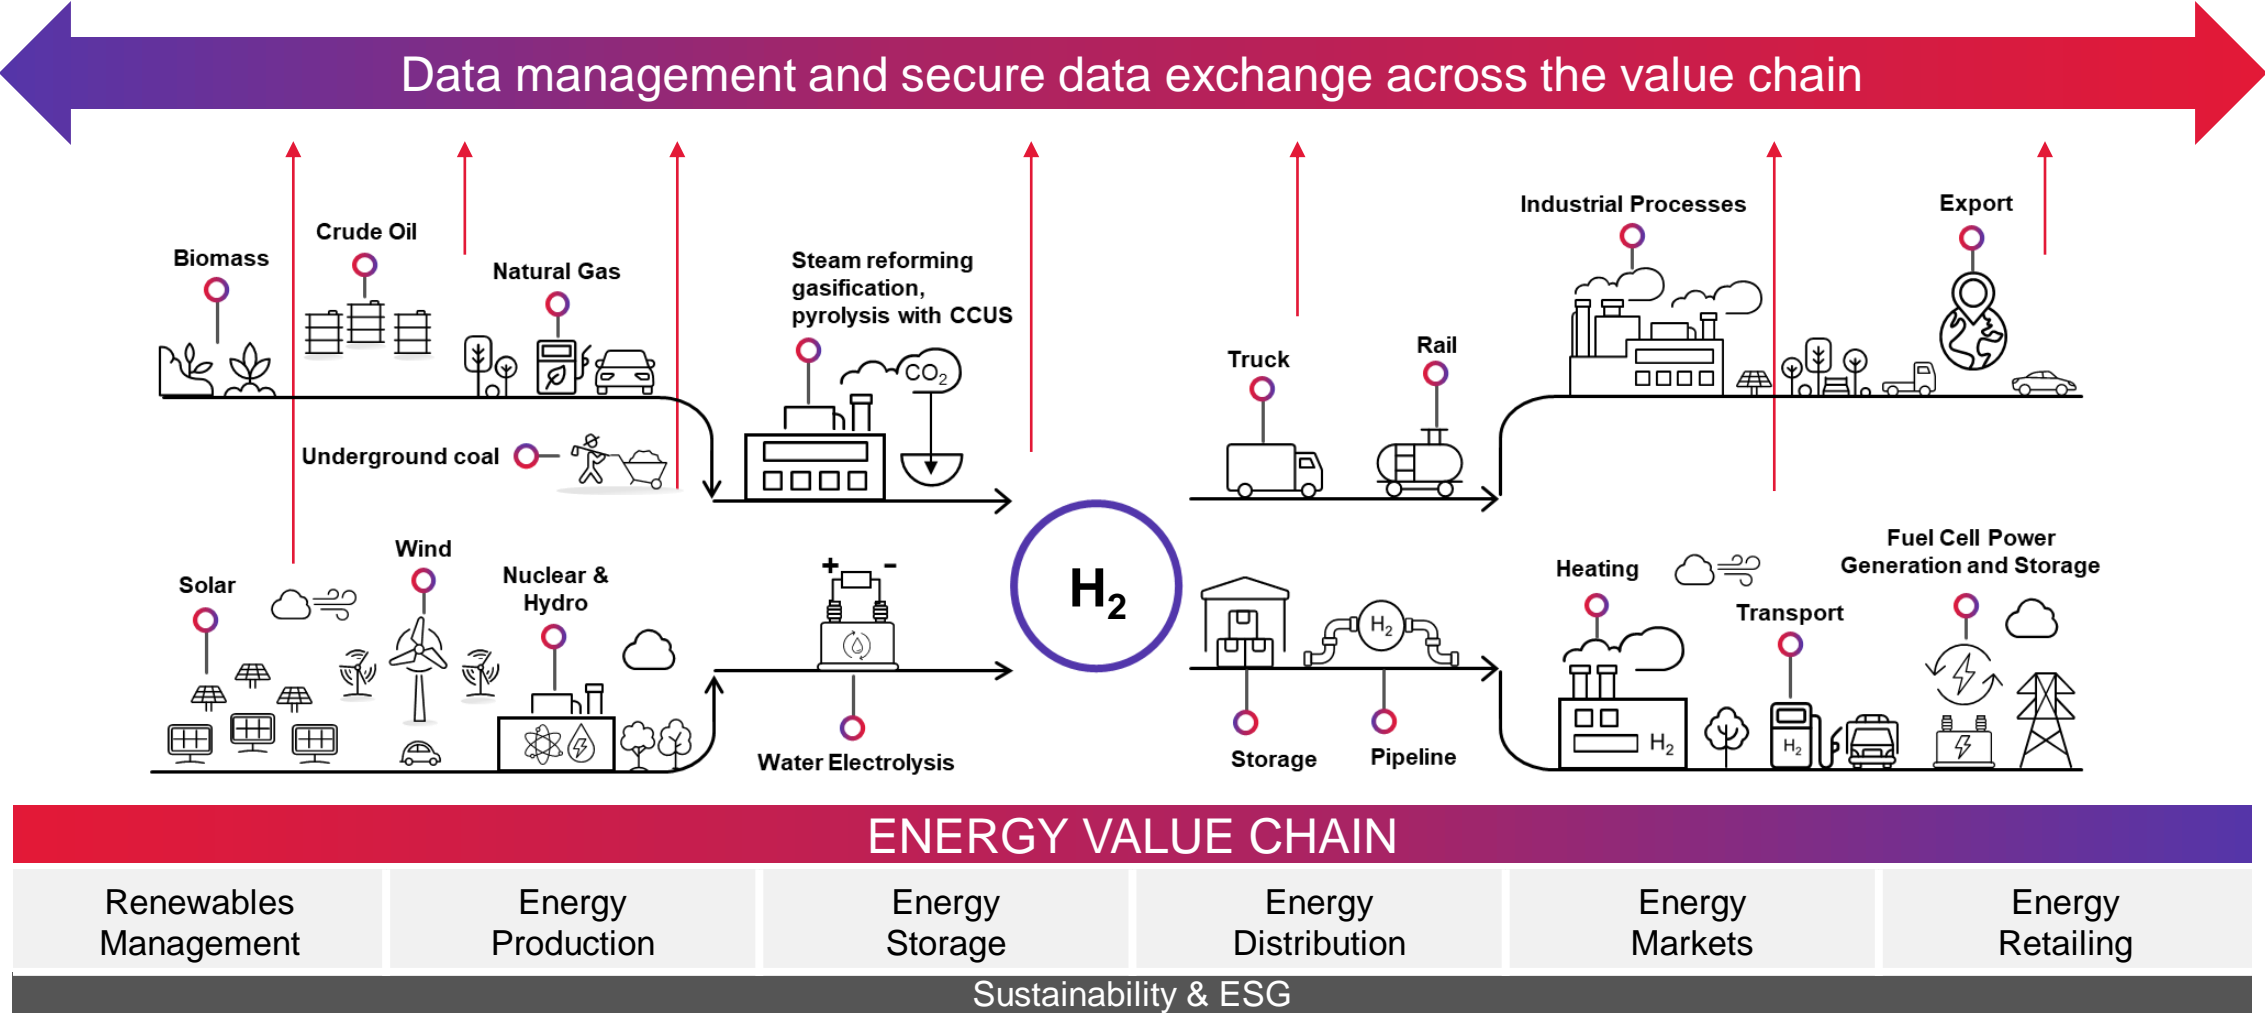 Data management and secure data exchange across the value chain
Biomass
Crude Oil
Natural Gas
Underground coal
Steam reforming
gasification,
pyrolysis with CCUS
CO2
Solar
Wind
Nuclear &
Hydro
+ -
Water Electrolysis
H2
Truck
Rail
H2
Storage
Pipeline
Industrial Processes
Export
Heating
H2
Transport
H2
Fuel Cell Power
Generation and Storage
ENERGY VALUE CHAIN
Renewables
Management
Energy
Production
Energy
Storage
Energy
Distribution
Energy
Markets
Energy
Retailing
Sustainability & ESG